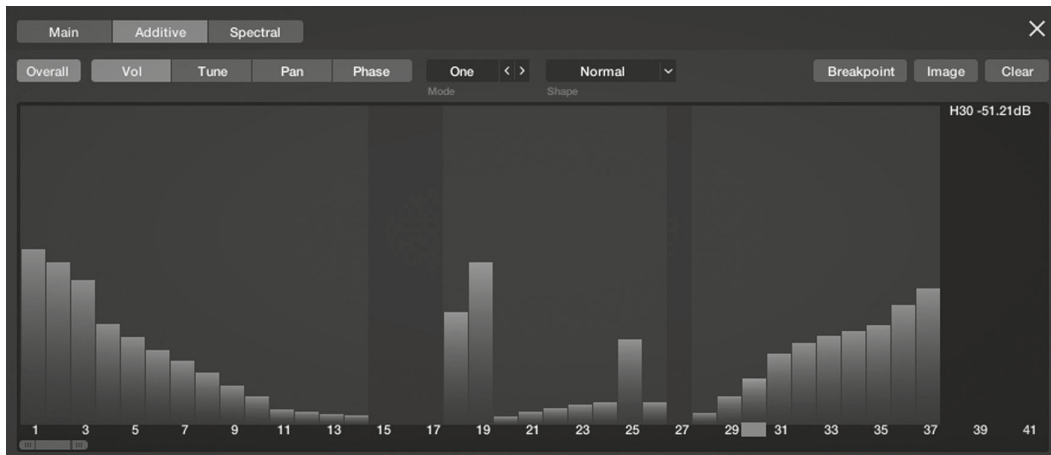 Main Additive Spectral
Overall Vol Tune Pan Phase One Normal Breakpoint Image Clear
Mode Shape
H30 -51.21dB
1 3 5 7 9 11 13 15 17 19 21 23 25 27 29 31 33 35 37 39 41